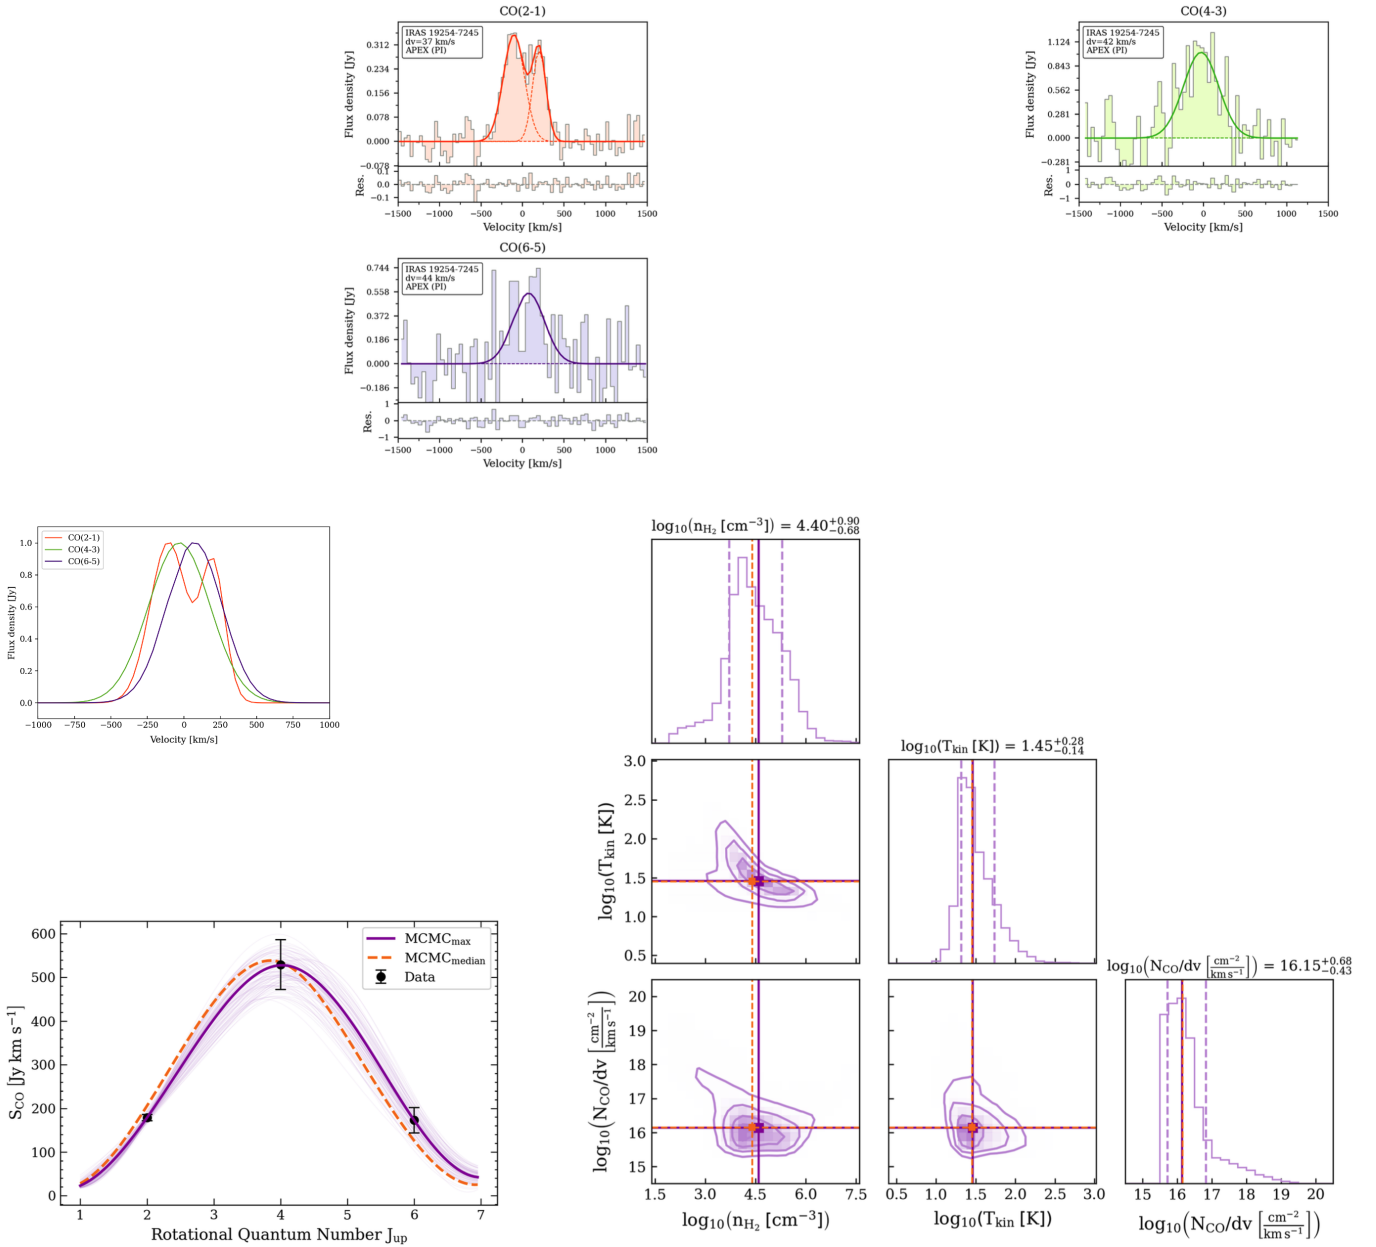 CO(2-1)
IRAS 19254-7245
dv=37 km/s
APEX (PI)
Flux density [Jy]
0.312
0.234
0.156
0.078
0.000
−0.078
Res.
0.1
0.0
−0.1
−1500 −1000 −500 0 500 1000 1500
Velocity [km/s]
CO(4-3)
IRAS 19254-7245
dv=42 km/s
APEX (PI)
Flux density [Jy]
1.124
0.843
0.562
0.281
0.000
−0.281
Res.
1
0
−1
−1500 −1000 −500 0 500 1000 1500
Velocity [km/s]
CO(6-5)
IRAS 19254-7245
dv=44 km/s
APEX (PI)
Flux density [Jy]
0.744
0.558
0.372
0.186
0.000
−0.186
Res.
1
0
−1
−1500 −1000 −500 0 500 1000 1500
Velocity [km/s]
CO(2-1)
CO(4-3)
CO(6-5)
Flux density [Jy]
1.0
0.8
0.6
0.4
0.2
0.0
−1000 −750 −500 −250 0 250 500 750 1000
Velocity [km/s]
log₁₀(n_H₂ [cm⁻³]) = 4.40 +0.90 −0.68
log₁₀(T_kin [K]) = 1.45 +0.28 −0.14
log₁₀(T_kin [K])
3.0
2.5
2.0
1.5
1.0
0.5
log₁₀(N_CO/dv [cm⁻²/km s⁻¹]) = 16.15 +0.68 −0.43
log₁₀(N_CO/dv [cm⁻²/km s⁻¹])
20
19
18
17
16
15
1.5 3.0 4.5 6.0 7.5
log₁₀(n_H₂ [cm⁻³])
0.5 1.0 1.5 2.0 2.5 3.0
log₁₀(T_kin [K])
15 16 17 18 19 20
log₁₀(N_CO/dv [cm⁻²/km s⁻¹])
MCMC_max
MCMC_median
Data
S_CO [Jy km s⁻¹]
600
500
400
300
200
100
0
1 2 3 4 5 6 7
Rotational Quantum Number J_up